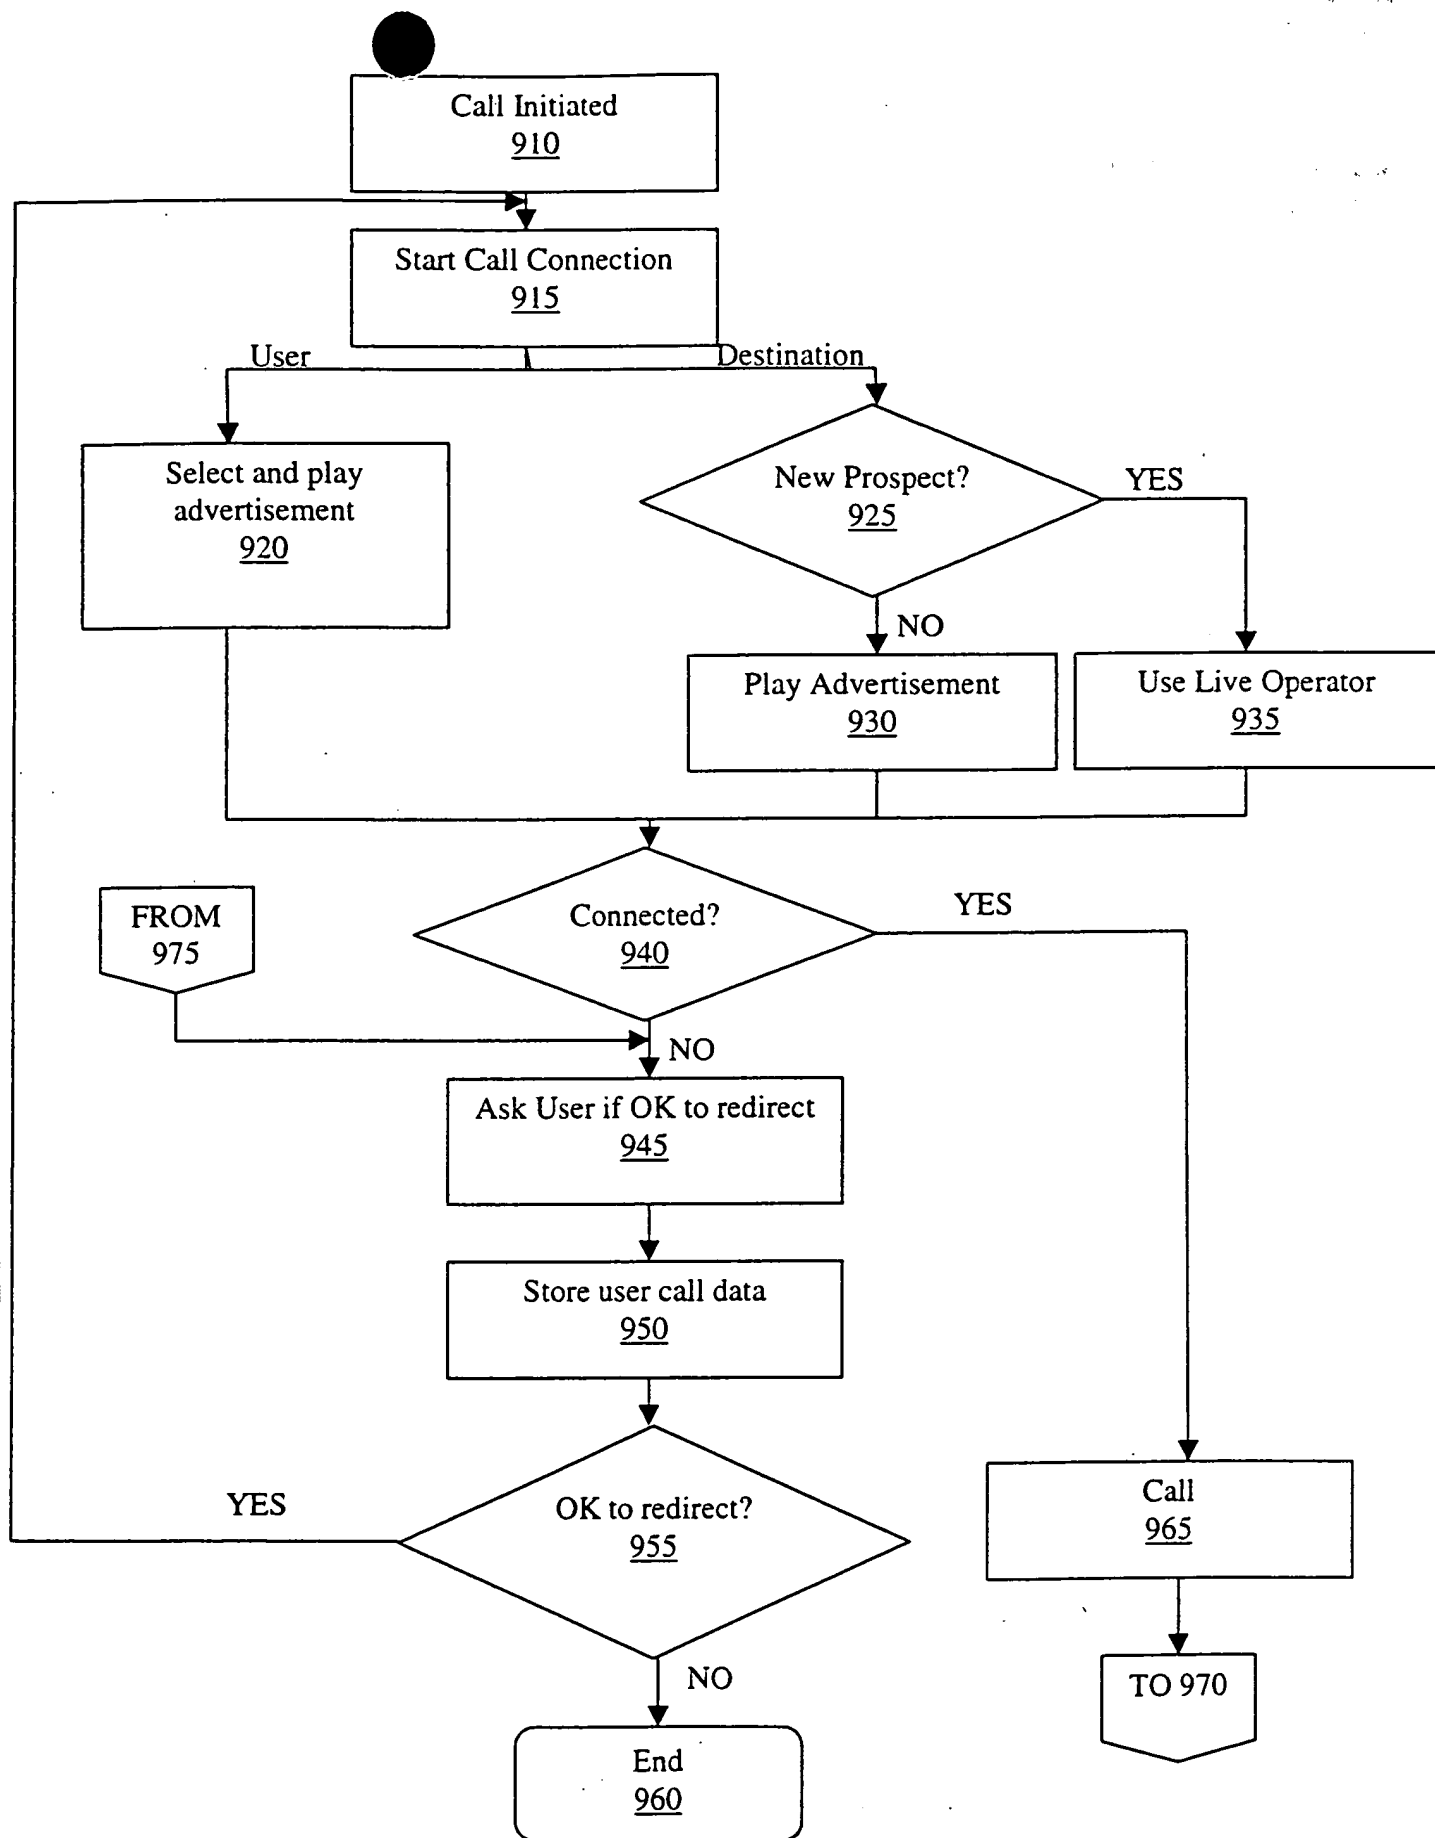 Call Initiated
910
Start Call Connection
915
User
Destination
Select and play
advertisement
920
New Prospect?
925
YES
NO
Play Advertisement
930
Use Live Operator
935
FROM
975
Connected?
940
YES
NO
Ask User if OK to redirect
945
Store user call data
950
YES
OK to redirect?
955
Call
965
NO
TO 970
End
960